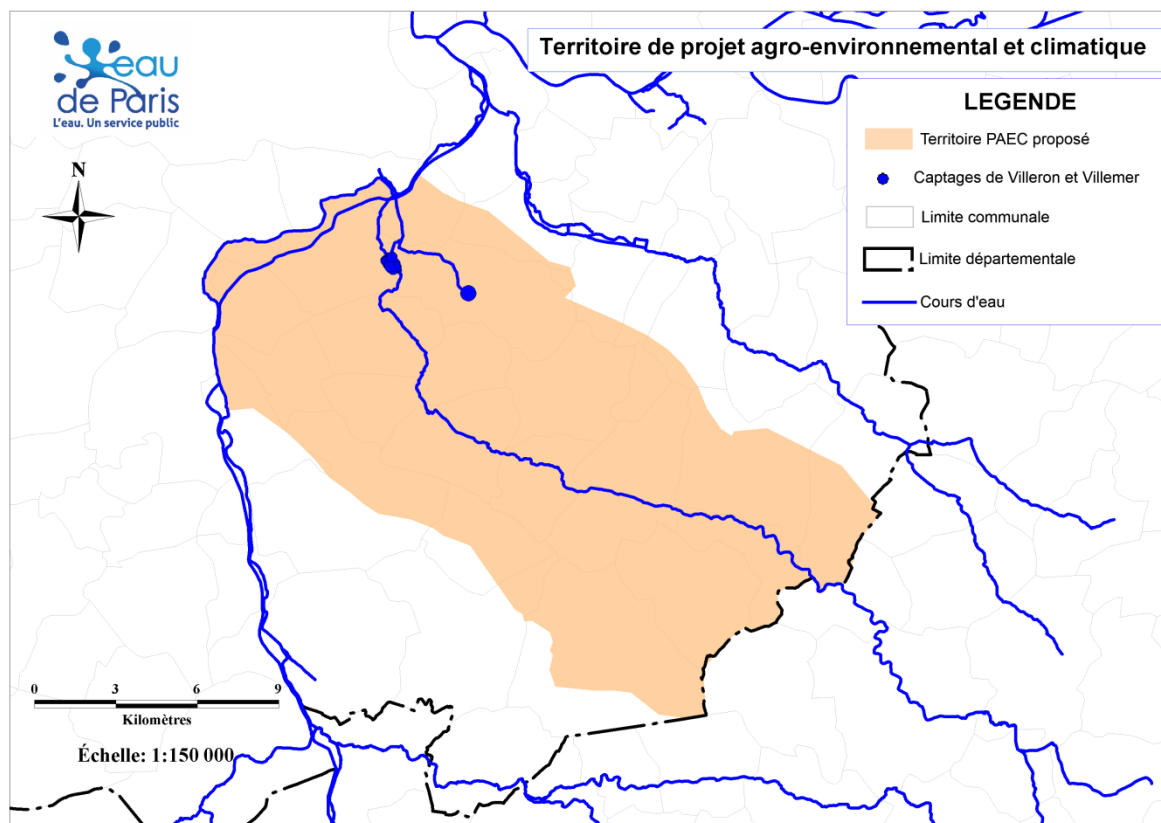 eau
de Paris
L'eau. Un service public
Territoire de projet agro-environnemental et climatique
LEGENDE
Territoire PAEC proposé
Captages de Villeron et Villemer
Limite communale
Limite départementale
Cours d'eau
N
0 3 6 9
Kilomètres
Échelle: 1:150 000